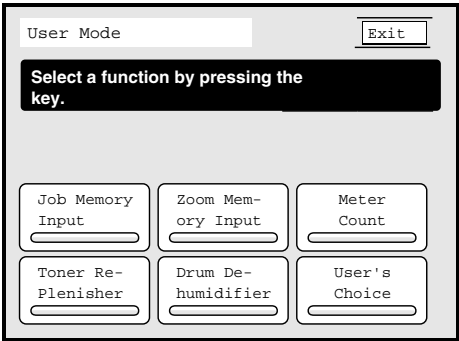 User Mode
Exit
Select a function by pressing the
key.
Job Memory
Input
Zoom Mem-
ory Input
Meter
Count
Toner Re-
Plenisher
Drum De-
humidifier
User's
Choice